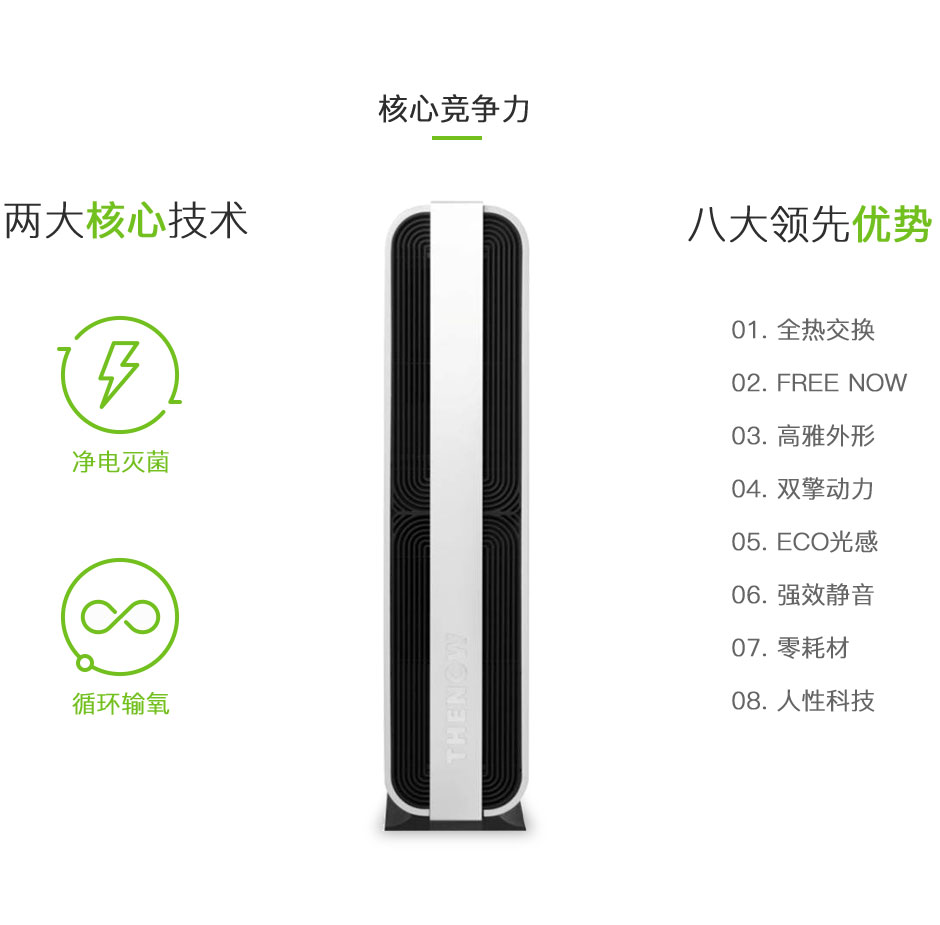 核心竞争力
两大核心技术
净电灭菌
循环输氧
THENOW
八大领先优势
01. 全热交换
02. FREE NOW
03. 高雅外形
04. 双擎动力
05. ECO光感
06. 强效静音
07. 零耗材
08. 人性科技